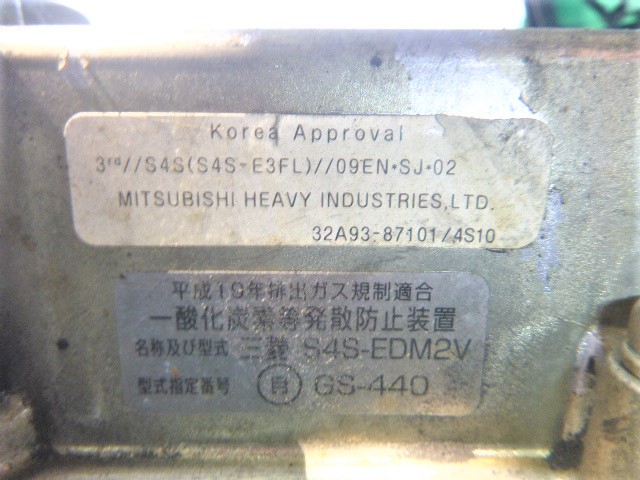 Korea Approval
3rd//S4S(S4S-E3FL)//09EN•SJ•02
MITSUBISHI HEAVY INDUSTRIES,LTD.
32A93-87101/4S10
平成19年排出ガス規制適合
一酸化炭素等発散防止装置
名称及び型式 三菱 S4S-EDM2V
型式指定番号 自 GS-440